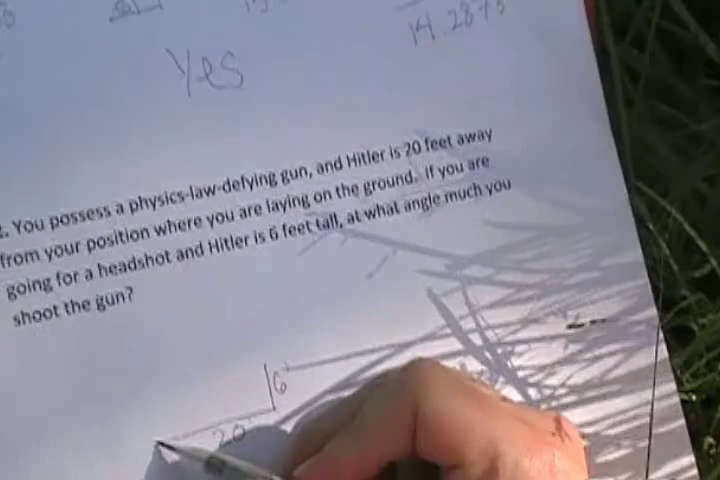 14.2873
Yes
2. You possess a physics-law-defying gun, and Hitler is 20 feet away
from your position where you are laying on the ground. If you are
going for a headshot and Hitler is 6 feet tall, at what angle much you
shoot the gun?
6
20